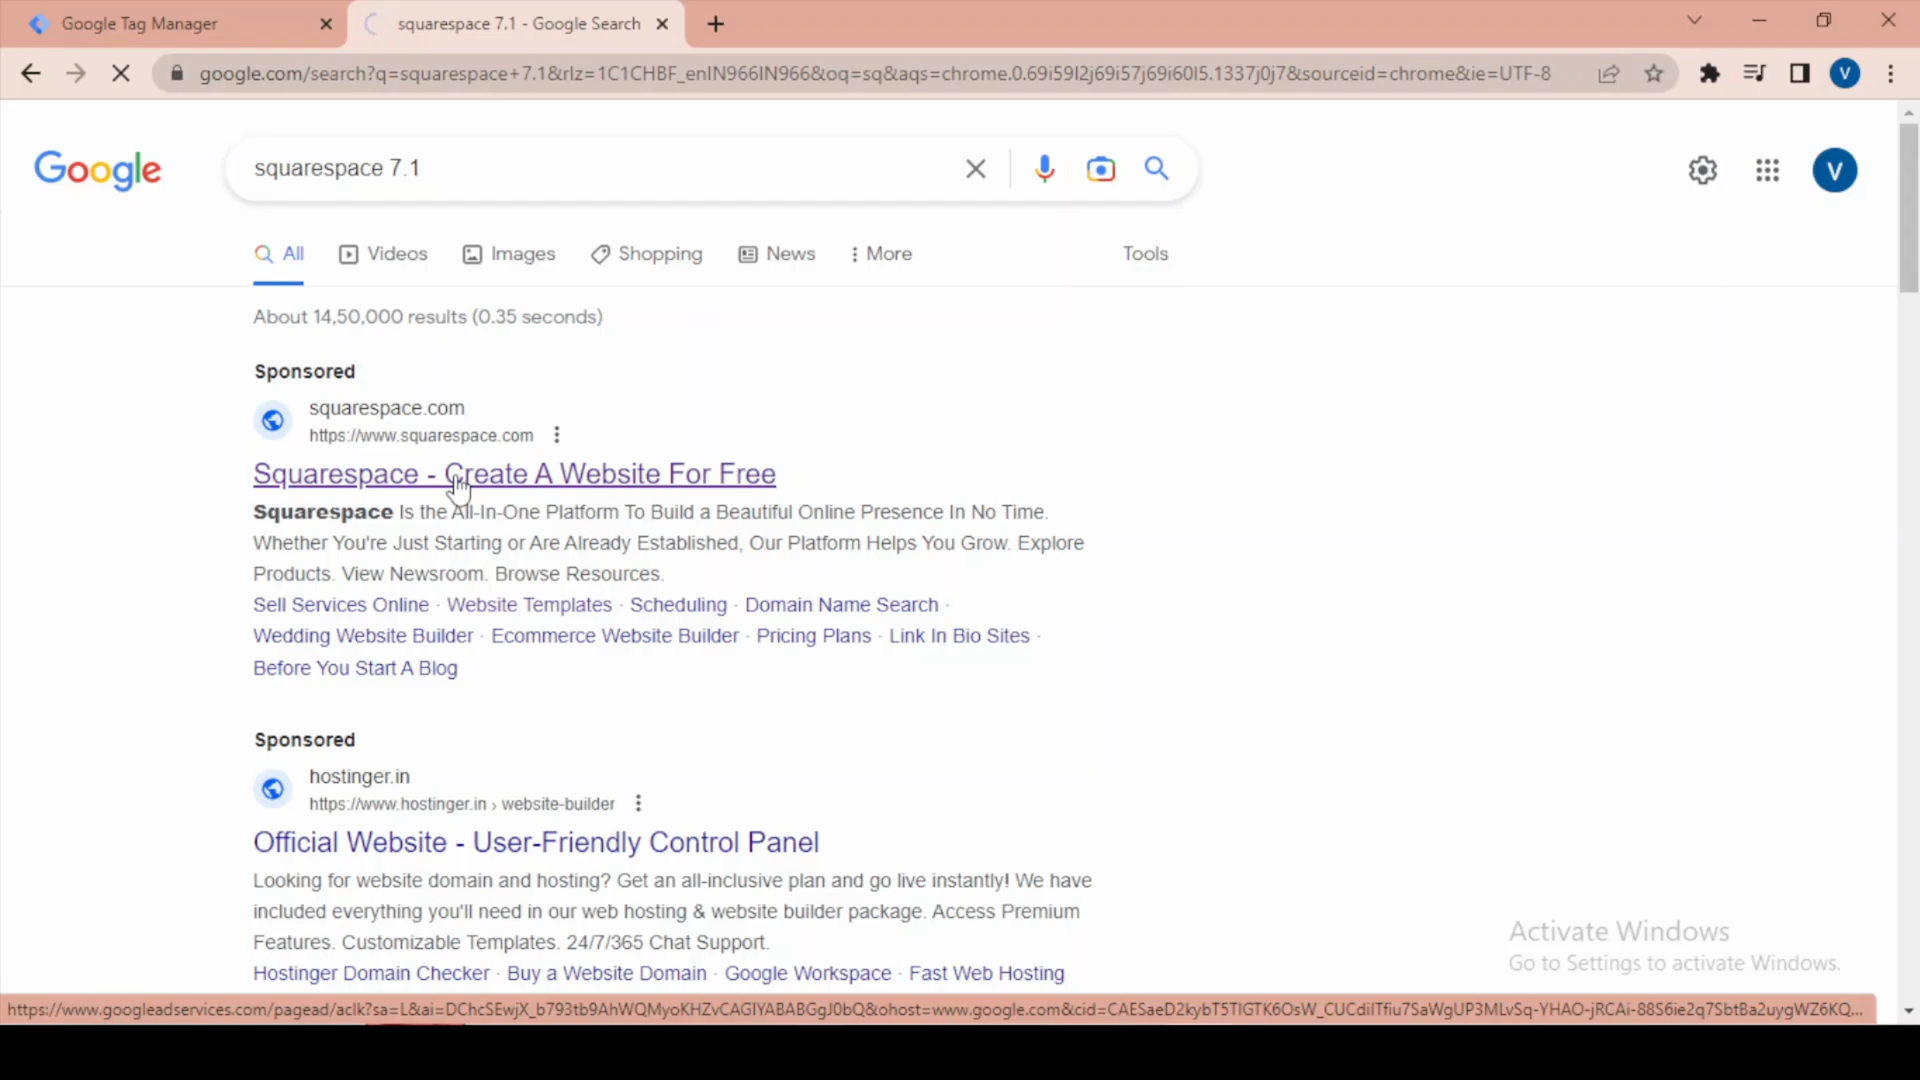 Google Tag Manager
squarespace 7.1 - Google Search
google.com/search?q=squarespace+7.1&rlz=1C1CHBF_enIN966IN966&oq=sq&aqs=chrome.0.69i59l2j69i57j69i60l5.1337j0j7&sourceid=chrome&ie=UTF-8
V
Google
squarespace 7.1
V
All
Videos
Images
Shopping
News
More
Tools
About 14,50,000 results (0.35 seconds)
Sponsored
squarespace.com
https://www.squarespace.com
Squarespace - Create A Website For Free
Squarespace Is the All-In-One Platform To Build a Beautiful Online Presence In No Time.
Whether You're Just Starting or Are Already Established, Our Platform Helps You Grow. Explore
Products. View Newsroom. Browse Resources.
Sell Services Online · Website Templates · Scheduling · Domain Name Search ·
Wedding Website Builder · Ecommerce Website Builder · Pricing Plans · Link In Bio Sites ·
Before You Start A Blog
Sponsored
hostinger.in
https://www.hostinger.in › website-builder
Official Website - User-Friendly Control Panel
Looking for website domain and hosting? Get an all-inclusive plan and go live instantly! We have
included everything you'll need in our web hosting & website builder package. Access Premium
Features. Customizable Templates. 24/7/365 Chat Support.
Hostinger Domain Checker · Buy a Website Domain · Google Workspace · Fast Web Hosting
Activate Windows
Go to Settings to activate Windows.
https://www.googleadservices.com/pagead/aclk?sa=L&ai=DChcSEwjX_b793tb9AhWQMyoKHZvCAGIYABABGgJ0bQ&ohost=www.google.com&cid=CAESaeD2kybT5TIGTK6OsW_CUCdiITfiu7SaWgUP3MLvSq-YHAO-jRCAi-88S6ie2q7SbtBa2uygWZ6KQ...